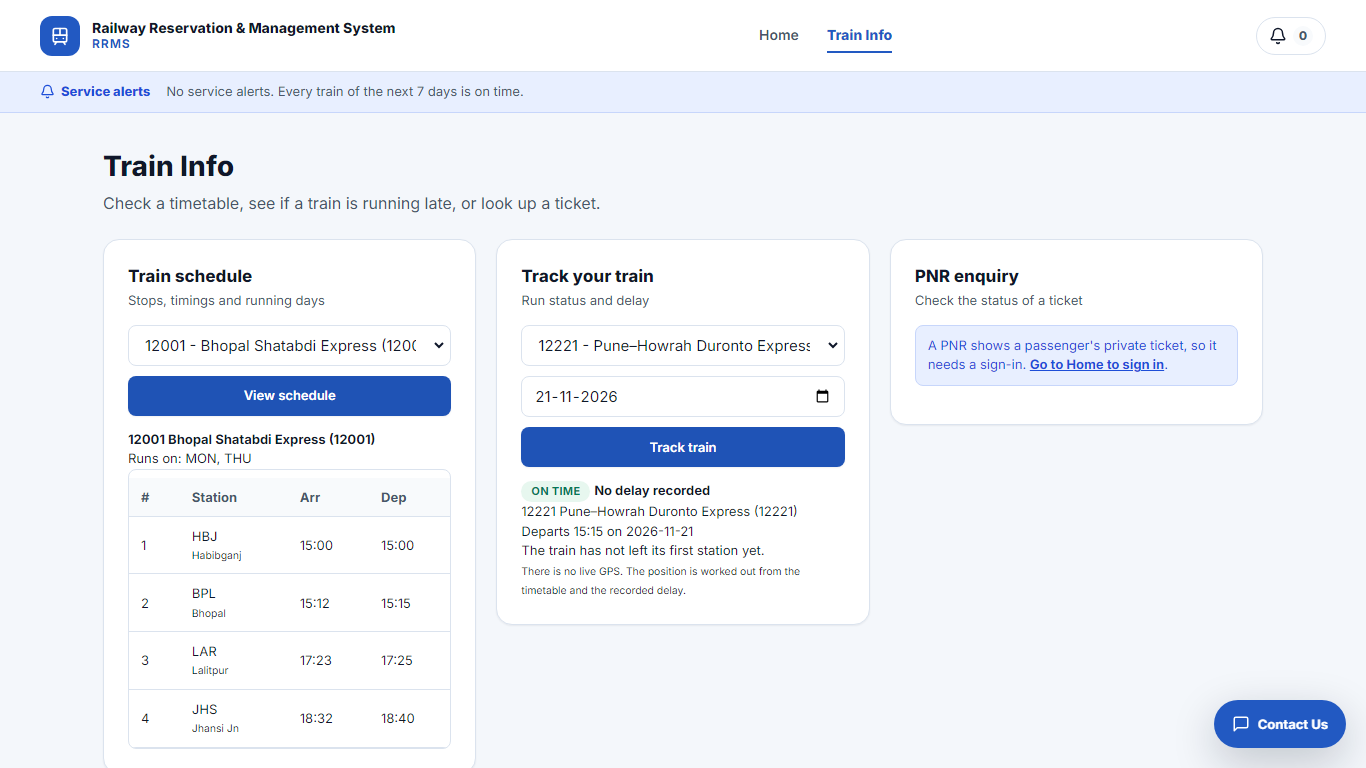 Railway Reservation & Management System
RRMS
Home
Train Info
0
Service alerts
No service alerts. Every train of the next 7 days is on time.
Train Info
Check a timetable, see if a train is running late, or look up a ticket.
Train schedule
Stops, timings and running days
12001 - Bhopal Shatabdi Express (1200
View schedule
12001 Bhopal Shatabdi Express (12001)
Runs on: MON, THU
# Station Arr Dep
1 HBJ 15:00 15:00
Habibganj
2 BPL 15:12 15:15
Bhopal
3 LAR 17:23 17:25
Lalitpur
4 JHS 18:32 18:40
Jhansi Jn
Track your train
Run status and delay
12221 - Pune–Howrah Duronto Express
21-11-2026
Track train
ON TIME No delay recorded
12221 Pune–Howrah Duronto Express (12221)
Departs 15:15 on 2026-11-21
The train has not left its first station yet.
There is no live GPS. The position is worked out from the
timetable and the recorded delay.
PNR enquiry
Check the status of a ticket
A PNR shows a passenger's private ticket, so it
needs a sign-in. Go to Home to sign in.
Contact Us